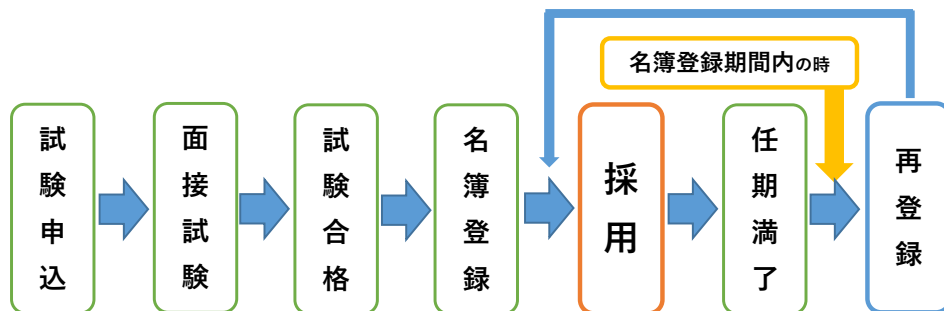 名簿登録期間内の時
試験申込
面接試験
試験合格
名簿登録
採用
任期満了
再登録